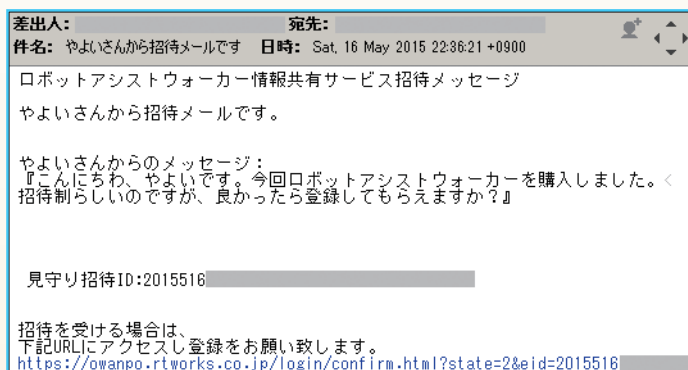 差出人: 宛先:
件名: やよいさんから招待メールです 日時: Sat, 16 May 2015 22:36:21 +0900
ロボットアシストウォーカー情報共有サービス招待メッセージ
やよいさんから招待メールです。
やよいさんからのメッセージ:
『こんにちわ、やよいです。今回ロボットアシストウォーカーを購入しました。
招待制らしいのですが、良かったら登録してもらえますか?』
見守り招待ID:2015516
招待を受ける場合は、
下記URLにアクセスし登録をお願い致します。
https://owanpo.rtworks.co.jp/login/confirm.html?state=2&eid=2015516